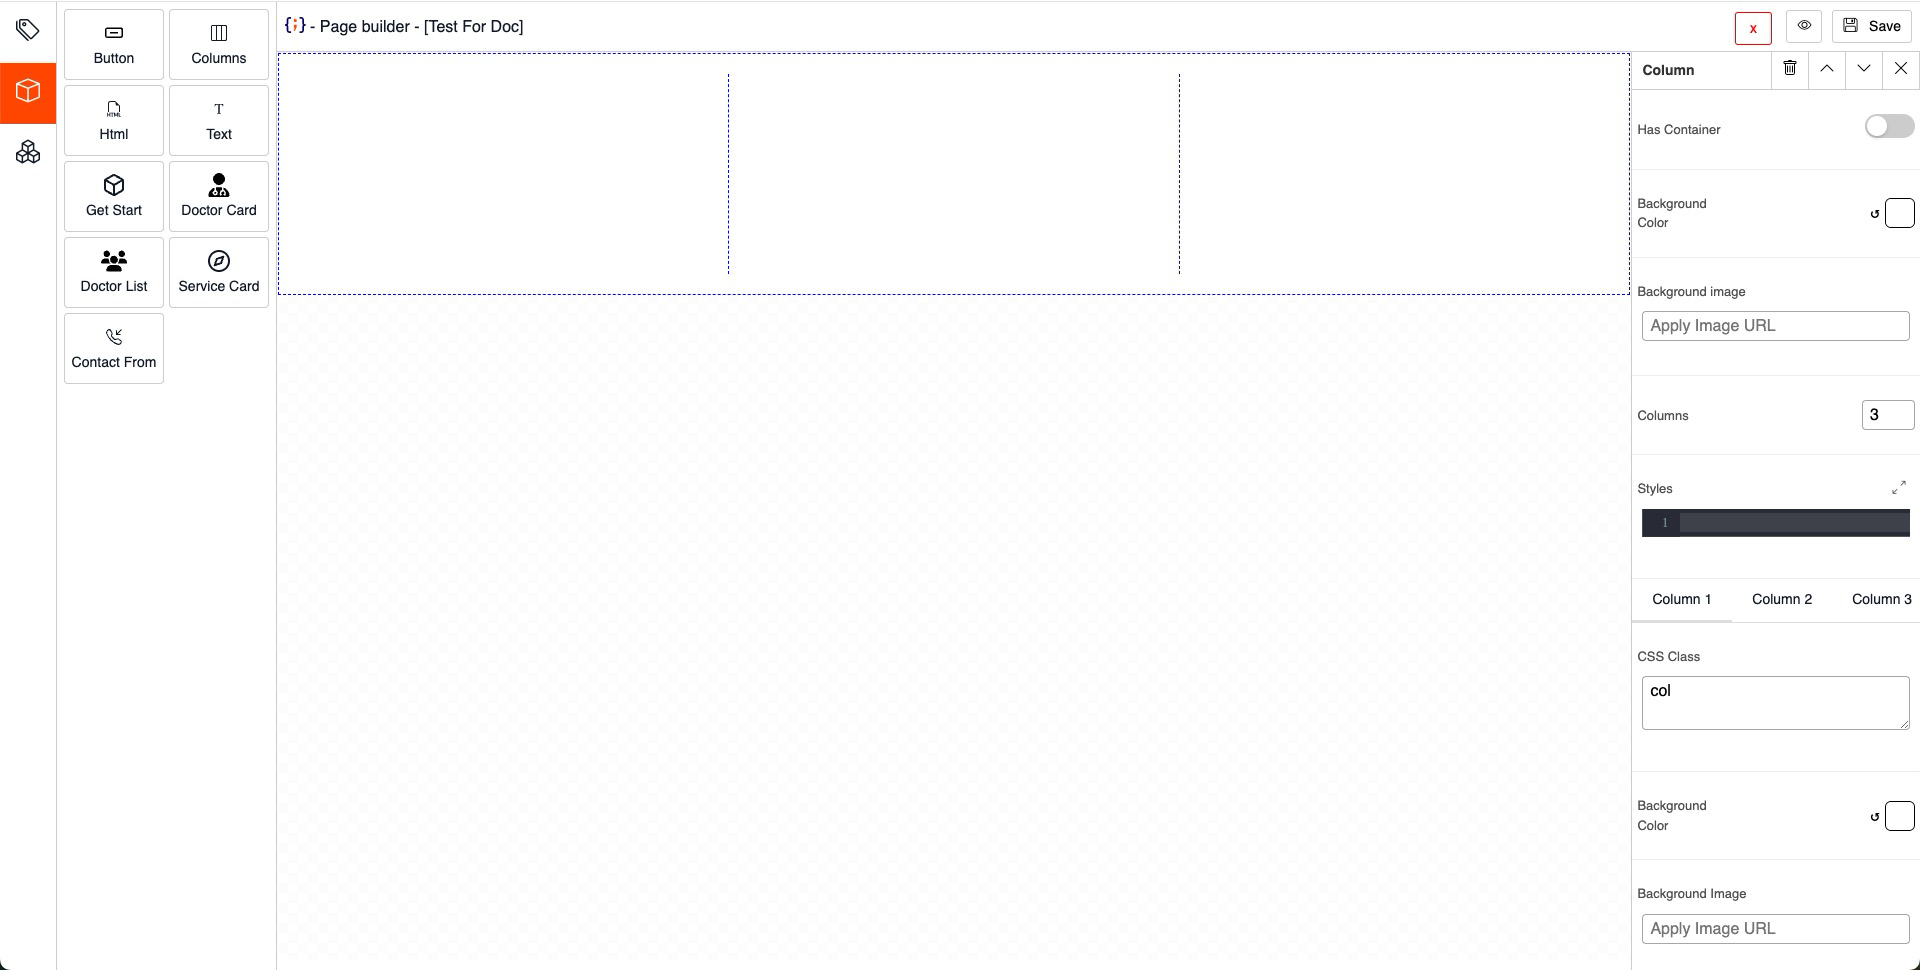 Button
Columns
HTML
Html
T
Text
Get Start
Doctor Card
Doctor List
Service Card
Contact From
{;} - Page builder - [Test For Doc]
x
Save
Column
Has Container
Background
Color
Background image
Apply Image URL
Columns
3
Styles
1
Column 1
Column 2
Column 3
CSS Class
col
Background
Color
Background Image
Apply Image URL